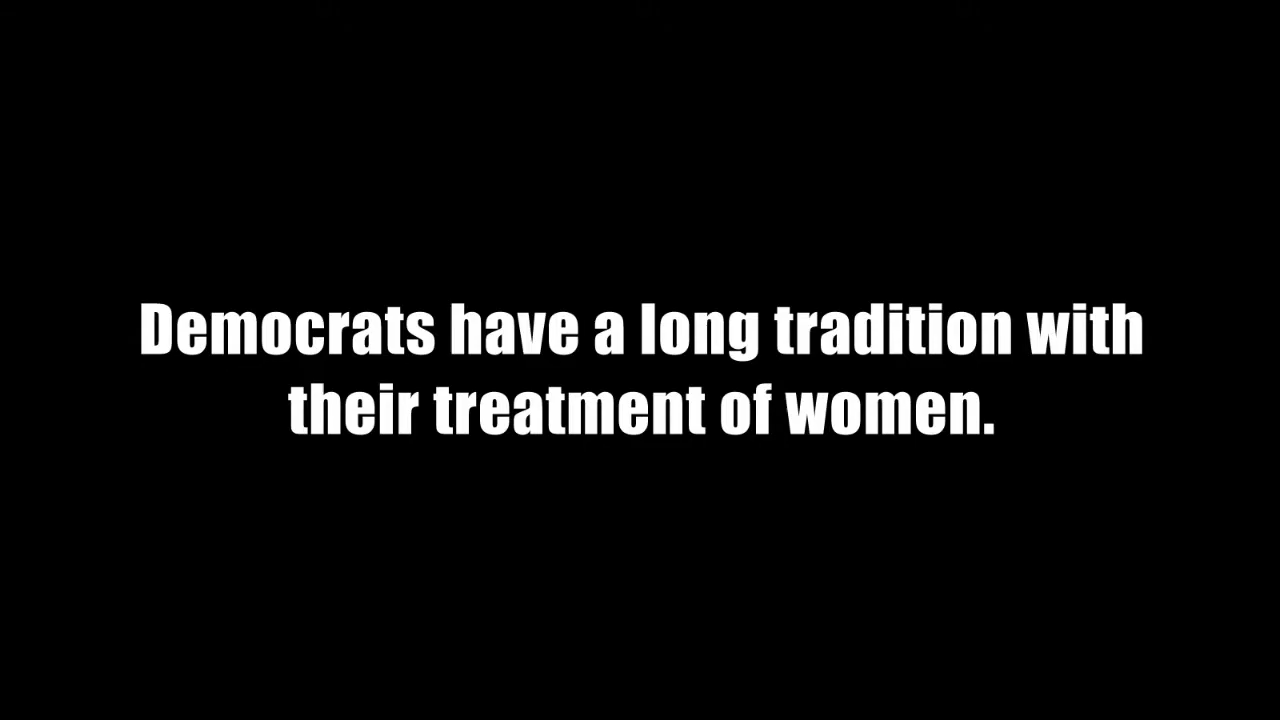 Democrats have a long tradition with
their treatment of women.